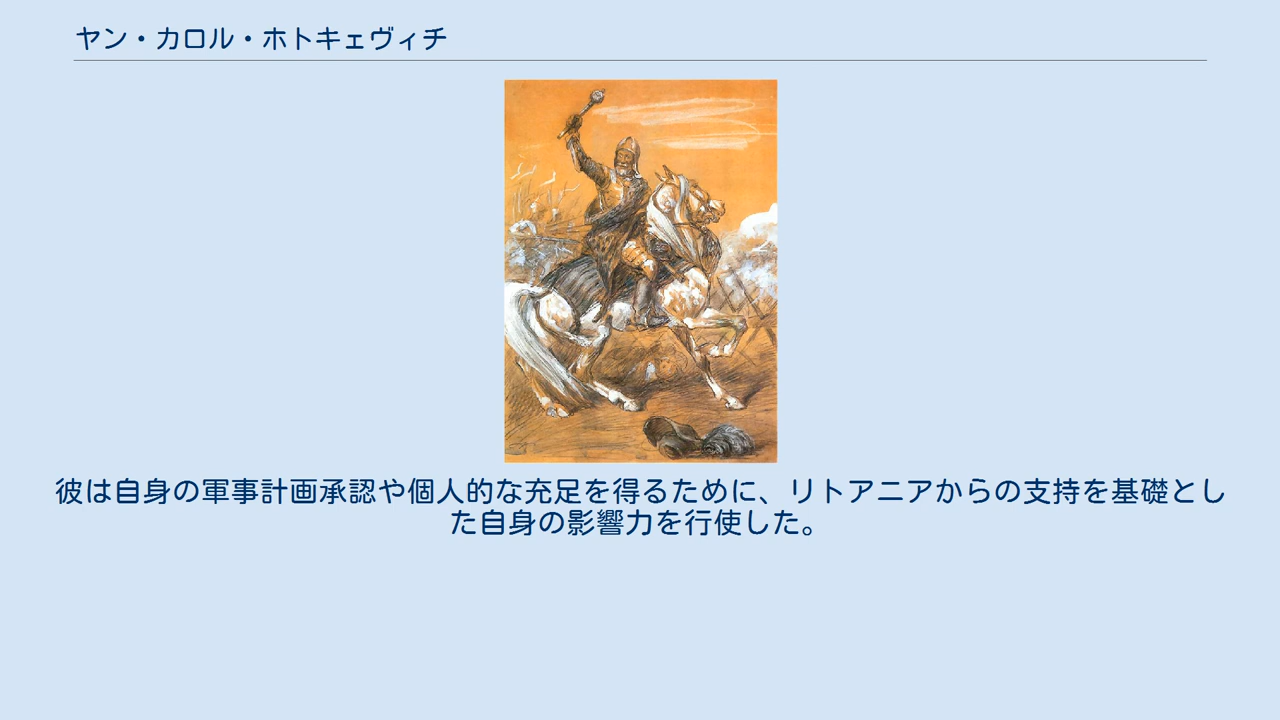 ヤン・カロル・ホトキェヴィチ
彼は自身の軍事計画承認や個人的な充足を得るために、リトアニアからの支持を基礎とし
た自身の影響力を行使した。